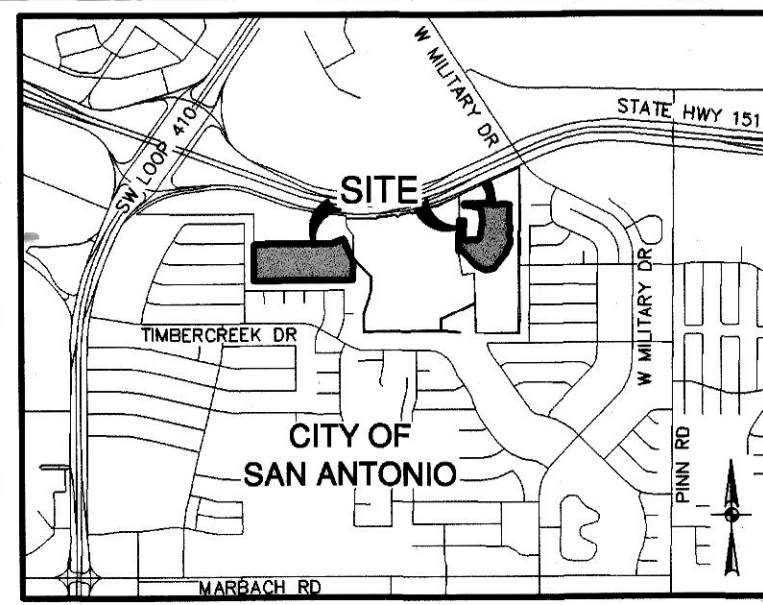 W MILITARY DR
STATE HWY 151
SW LOOP 410
SITE
TIMBERCREEK DR
W MILITARY DR
CITY OF
SAN ANTONIO
PINN RD
MARBACH RD